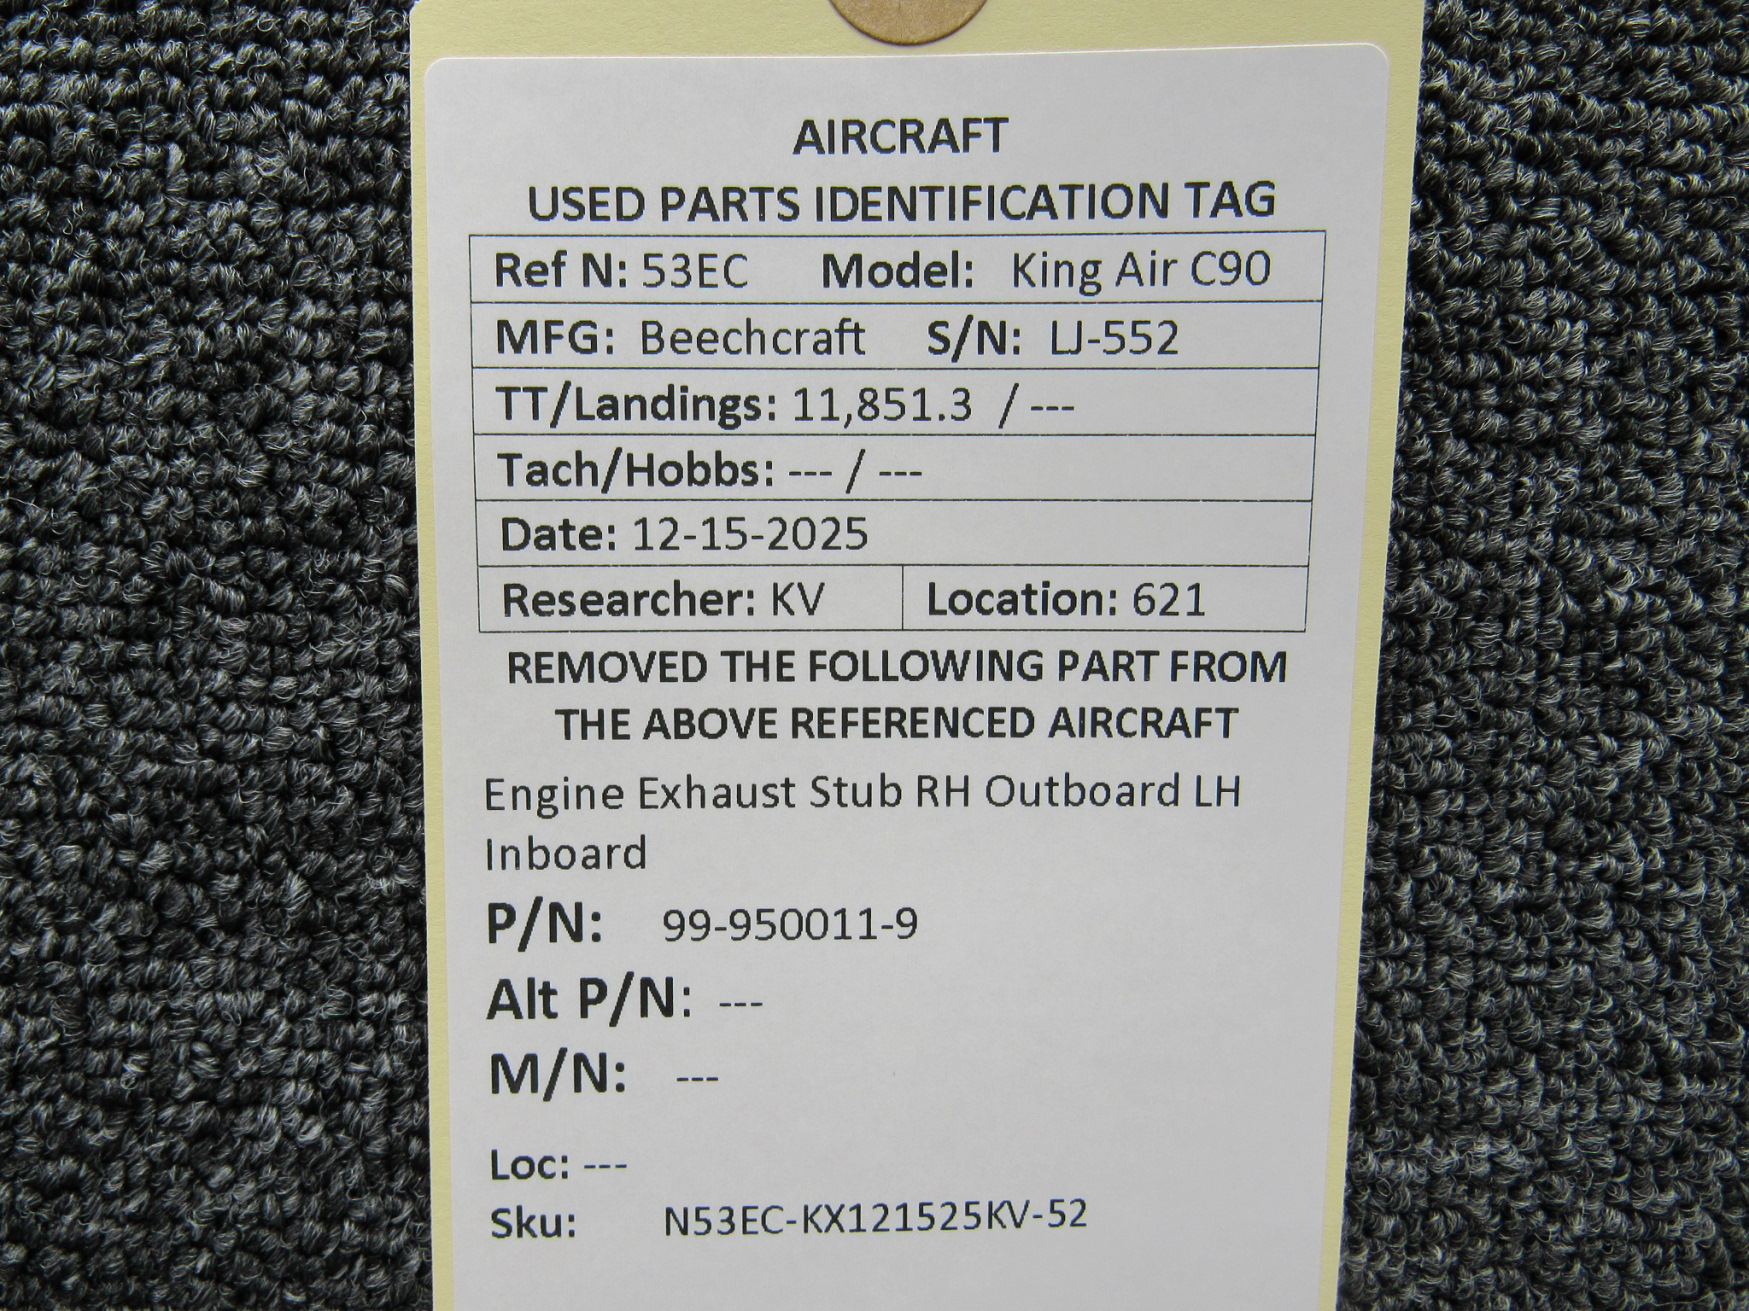 AIRCRAFT
USED PARTS IDENTIFICATION TAG
Ref N: 53EC Model: King Air C90
MFG: Beechcraft S/N: LJ-552
TT/Landings: 11,851.3 / ---
Tach/Hobbs: --- / ---
Date: 12-15-2025
Researcher: KV Location: 621
REMOVED THE FOLLOWING PART FROM
THE ABOVE REFERENCED AIRCRAFT
Engine Exhaust Stub RH Outboard LH
Inboard
P/N: 99-950011-9
Alt P/N: ---
M/N: ---
Loc: ---
Sku: N53EC-KX121525KV-52